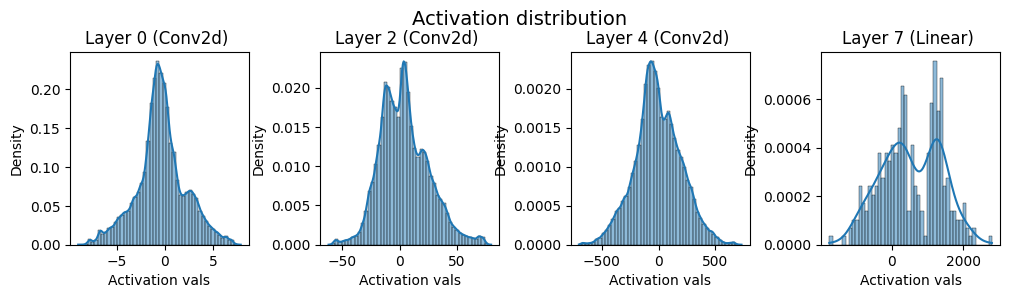 Activation distribution
Layer 0 (Conv2d)
Layer 2 (Conv2d)
Layer 4 (Conv2d)
Layer 7 (Linear)
Density
0.20
0.15
0.10
0.05
0.00
−5
0
5
Activation vals
Density
0.020
0.015
0.010
0.005
0.000
−50
0
50
Activation vals
Density
0.0020
0.0015
0.0010
0.0005
0.0000
−500
0
500
Activation vals
Density
0.0006
0.0004
0.0002
0.0000
0
2000
Activation vals